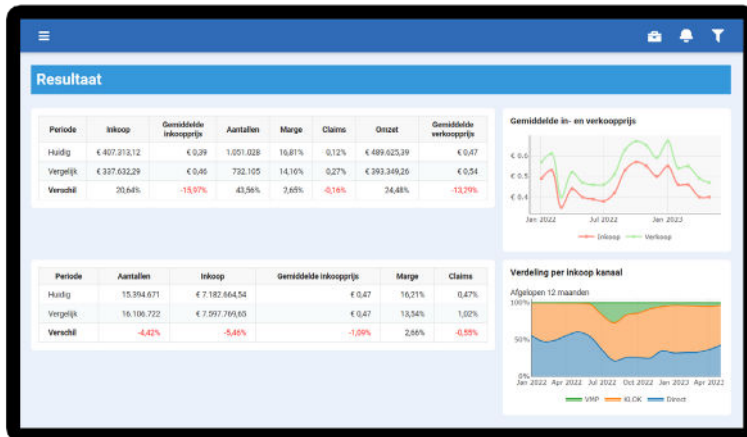 Resultaat
Periode Inkoop Gemiddelde inkoopprijs Aantallen Marge Claims Omzet Gemiddelde verkoopprijs
Huidig € 407.313,12 € 0,39 1.051.028 16,81% 0,12% € 489.625,39 € 0,47
Vergelijk € 337.632,29 € 0,46 732.105 14,16% 0,27% € 393.349,26 € 0,54
Verschil 20,64% -15,97% 43,56% 2,65% -0,16% 24,48% -13,29%
Gemiddelde in- en verkoopprijs
€ 0.6
€ 0.5
€ 0.4
Jan 2022 Jul 2022 Jan 2023
Inkoop Verkoop
Periode Aantallen Inkoop Gemiddelde inkoopprijs Marge Claims
Huidig 15.394.671 € 7.182.664,54 € 0,47 16,21% 0,47%
Vergelijk 16.106.722 € 7.597.769,65 € 0,47 13,54% 1,02%
Verschil -4,42% -5,46% -1,09% 2,66% -0,55%
Verdeling per inkoop kanaal
Afgelopen 12 maanden
100%
50%
0%
Jan 2022 Apr 2022 Jul 2022 Oct 2022 Jan 2023 Apr 2023
VMP KLOK Direct